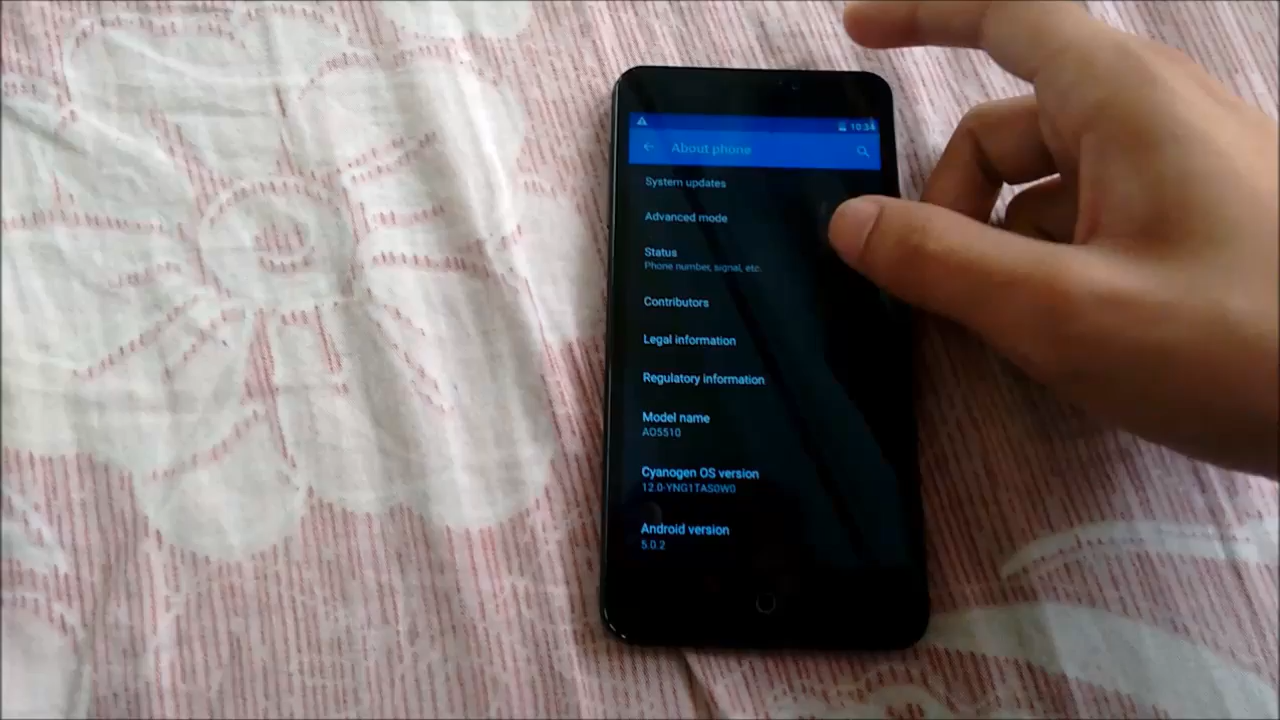 10:34
About phone
System updates
Advanced mode
Status
Phone number, signal, etc.
Contributors
Legal information
Regulatory information
Model name
AO5510
Cyanogen OS version
12.0-YNG1TAS0W0
Android version
5.0.2